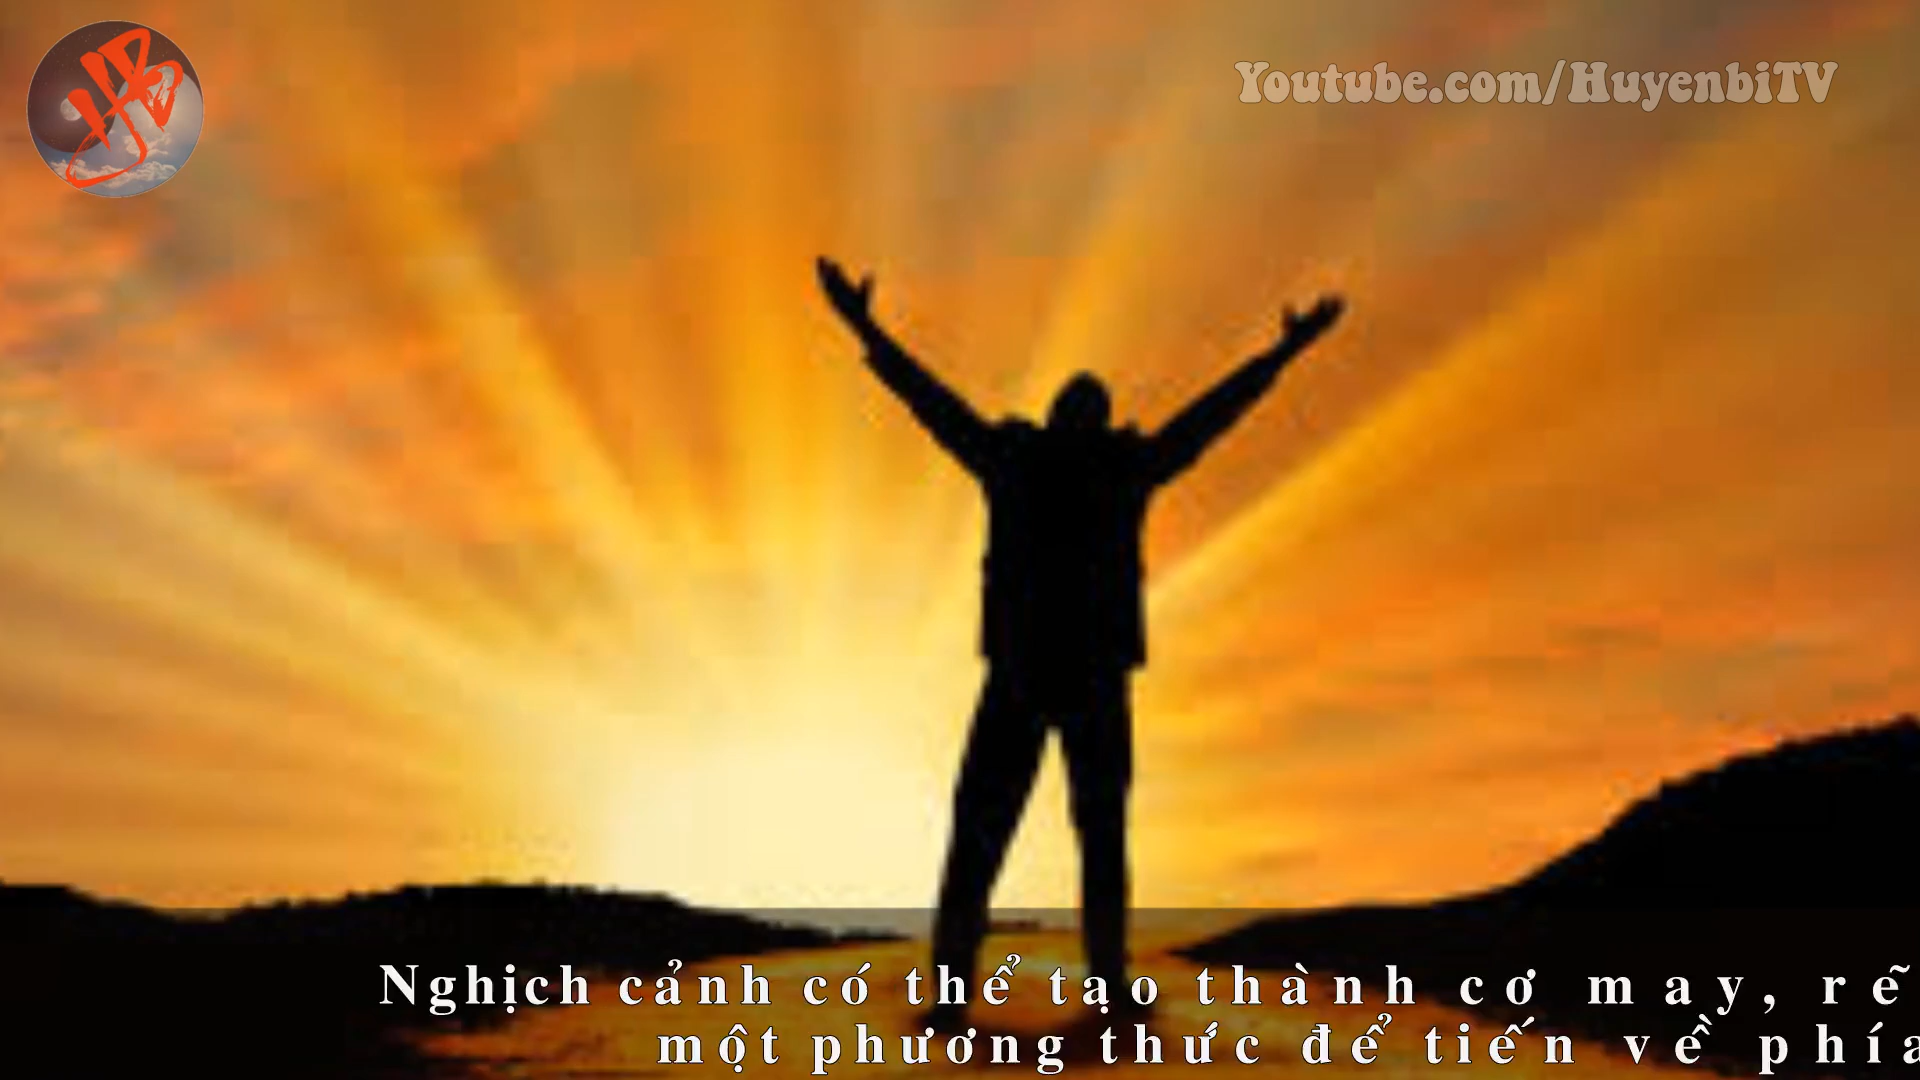 Youtube.com/HuyenbiTV
HB
Nghịch cảnh có thể tạo thành cơ may, rẽ
một phương thức để tiến về phía